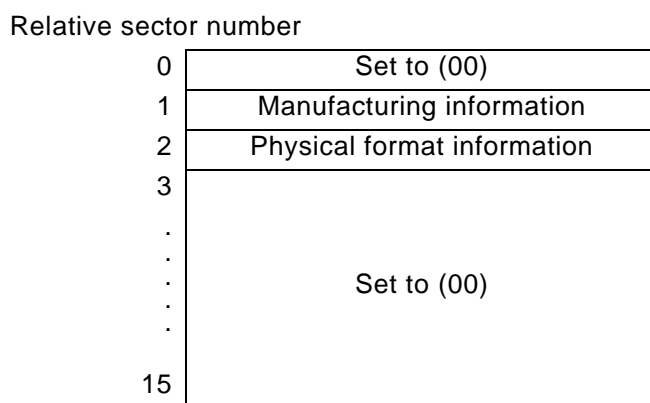 Relative sector number
0 Set to (00)
1 Manufacturing information
2 Physical format information
3
.
.
. Set to (00)
.
.
15